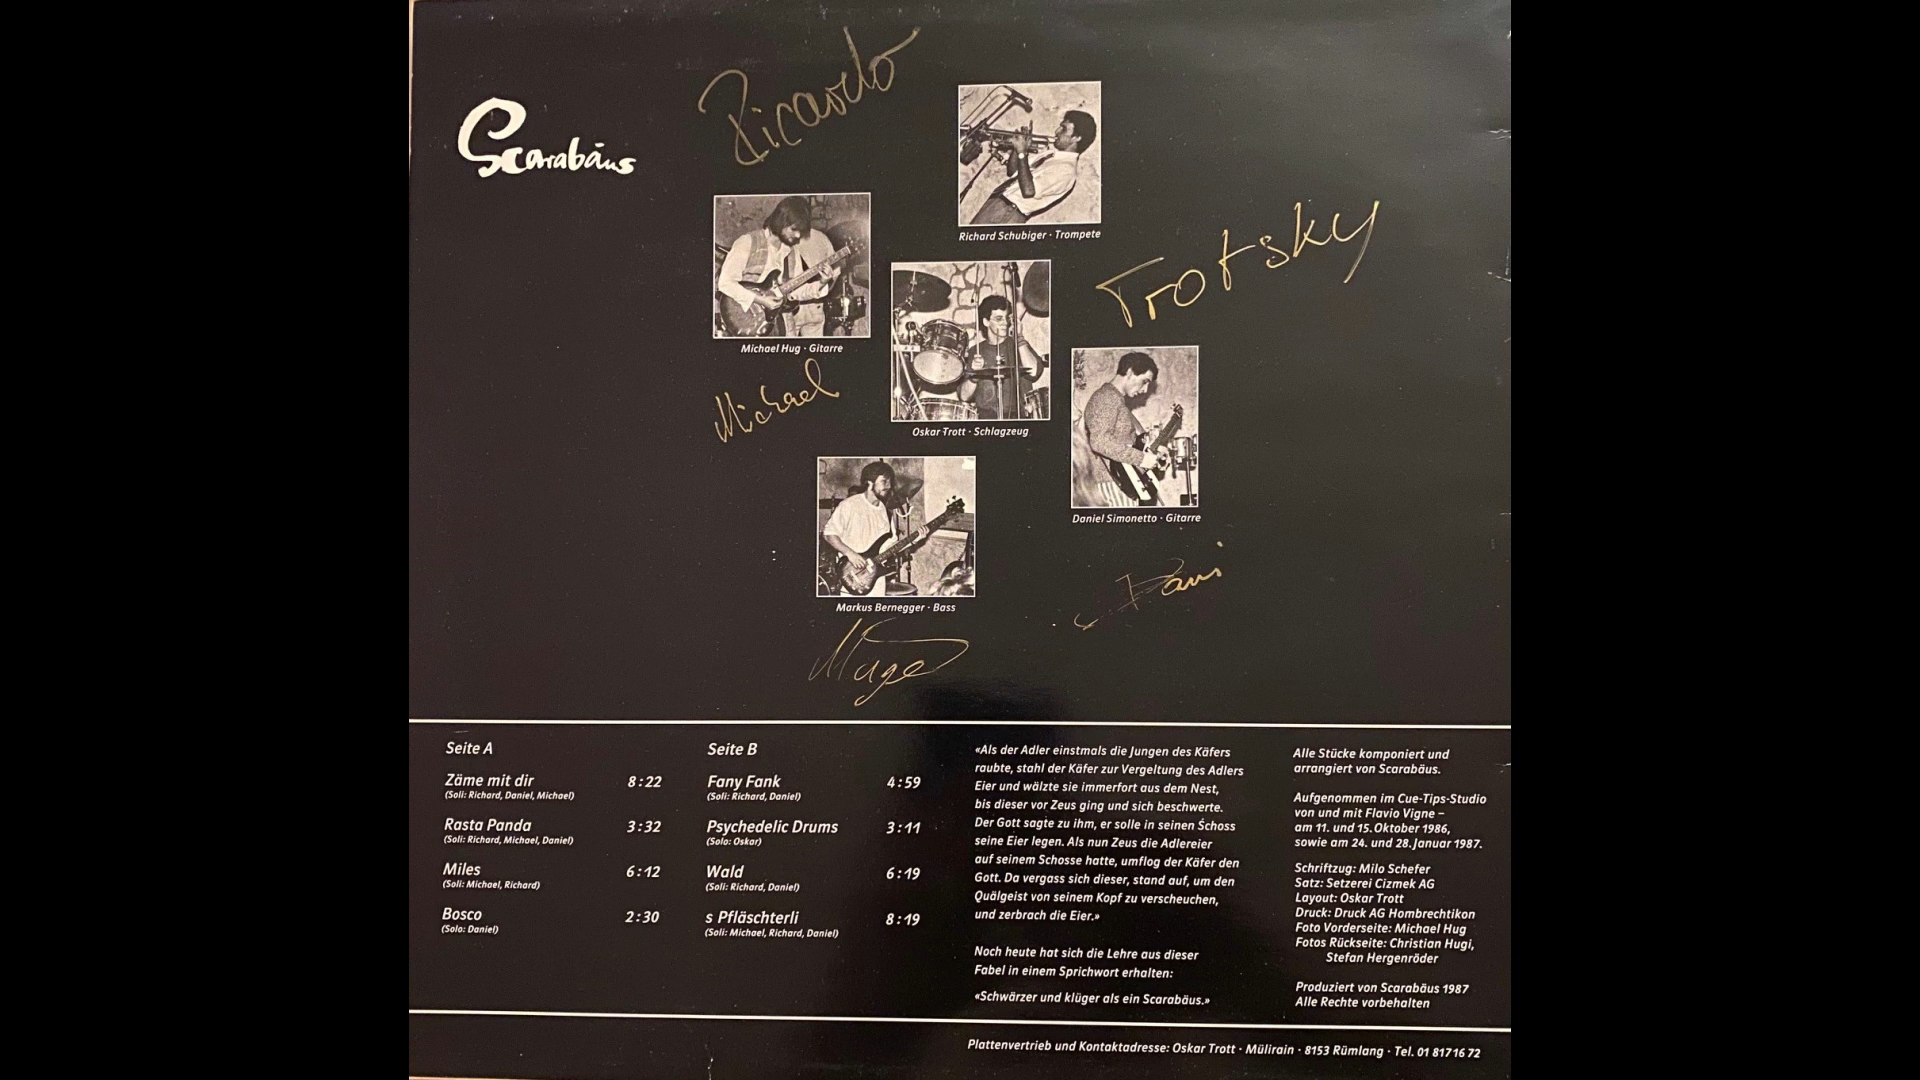 Scarabäus
Ricardo
Richard Schubiger · Trompete
Trotsky
Michael Hug · Gitarre
Michael
Oskar Trott · Schlagzeug
Daniel Simonetto · Gitarre
Markus Bernegger · Bass
Seite A
Zäme mit dir 8:22
(Soli: Richard, Daniel, Michael)
Rasta Panda 3:32
(Soli: Richard, Michael, Daniel)
Miles 6:12
(Soli: Michael, Richard)
Bosco 2:30
(Solo: Daniel)
Seite B
Fany Fank 4:59
(Soli: Richard, Daniel)
Psychedelic Drums 3:11
(Solo: Oskar)
Wald 6:19
(Soli: Richard, Daniel)
s Pfläschterli 8:19
(Soli: Michael, Richard, Daniel)
«Als der Adler einstmals die Jungen des Käfers
raubte, stahl der Käfer zur Vergeltung des Adlers
Eier und wälzte sie immerfort aus dem Nest,
bis dieser vor Zeus ging und sich beschwerte.
Der Gott sagte zu ihm, er solle in seinen Schoss
seine Eier legen. Als nun Zeus die Adlereier
auf seinem Schosse hatte, umflog der Käfer den
Gott. Da vergass sich dieser, stand auf, um den
Quälgeist von seinem Kopf zu verscheuchen,
und zerbrach die Eier.»
Noch heute hat sich die Lehre aus dieser
Fabel in einem Sprichwort erhalten:
«Schwärzer und klüger als ein Scarabäus.»
Alle Stücke komponiert und
arrangiert von Scarabäus.
Aufgenommen im Cue-Tips-Studio
von und mit Flavio Vigne –
am 11. und 15. Oktober 1986,
sowie am 24. und 28. Januar 1987.
Schriftzug: Milo Schefer
Satz: Setzerei Cizmek AG
Layout: Oskar Trott
Druck: Druck AG Hombrechtikon
Foto Vorderseite: Michael Hug
Fotos Rückseite: Christian Hugi,
Stefan Hergenröder
Produziert von Scarabäus 1987
Alle Rechte vorbehalten
Plattenvertrieb und Kontaktadresse: Oskar Trott · Mülirain · 8153 Rümlang · Tel. 01 817 16 72